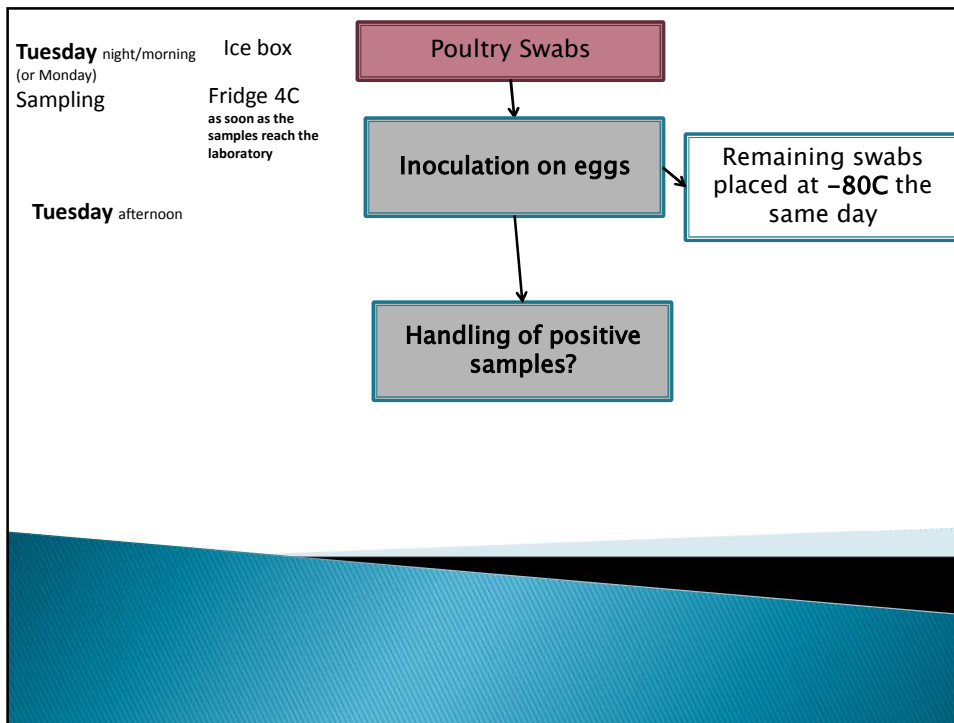 Tuesday night/morning
(or Monday)
Sampling
Ice box
Fridge 4C
as soon as the
samples reach the
laboratory
Poultry Swabs
Tuesday afternoon
Inoculation on eggs
Remaining swabs
placed at –80C the
same day
Handling of positive
samples?